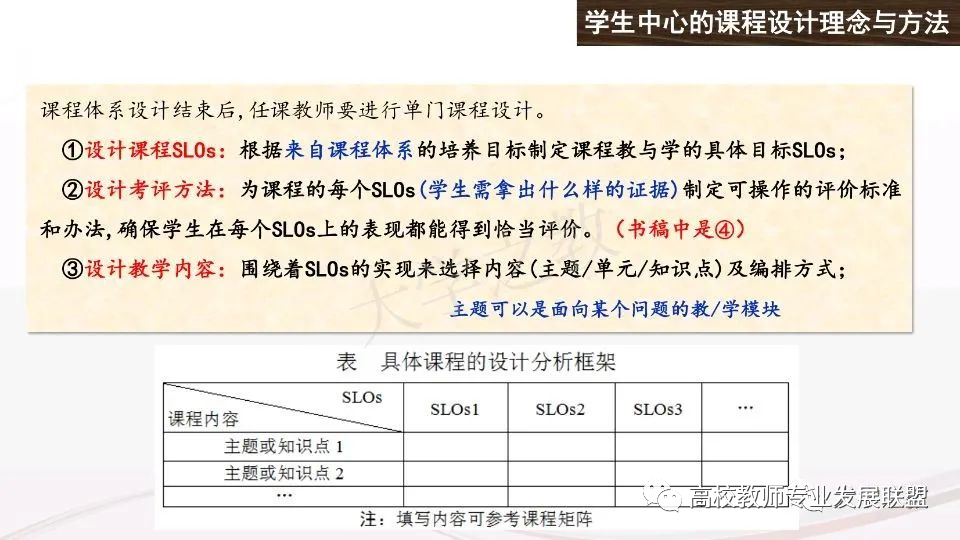 学生中心的课程设计理念与方法
课程体系设计结束后,任课教师要进行单门课程设计。
①设计课程SLOs：根据来自课程体系的培养目标制定课程教与学的具体目标SLOs；
②设计考评方法：为课程的每个SLOs(学生需拿出什么样的证据)制定可操作的评价标准
和办法,确保学生在每个SLOs上的表现都能得到恰当评价。（书稿中是④）
③设计教学内容：围绕着SLOs的实现来选择内容(主题/单元/知识点)及编排方式；
主题可以是面向某个问题的教/学模块
大学之教
表 具体课程的设计分析框架
SLOs
课程内容
SLOs1 SLOs2 SLOs3 …
主题或知识点 1
主题或知识点 2
…
注：填写内容可参考课程矩阵
高校教师专业发展联盟